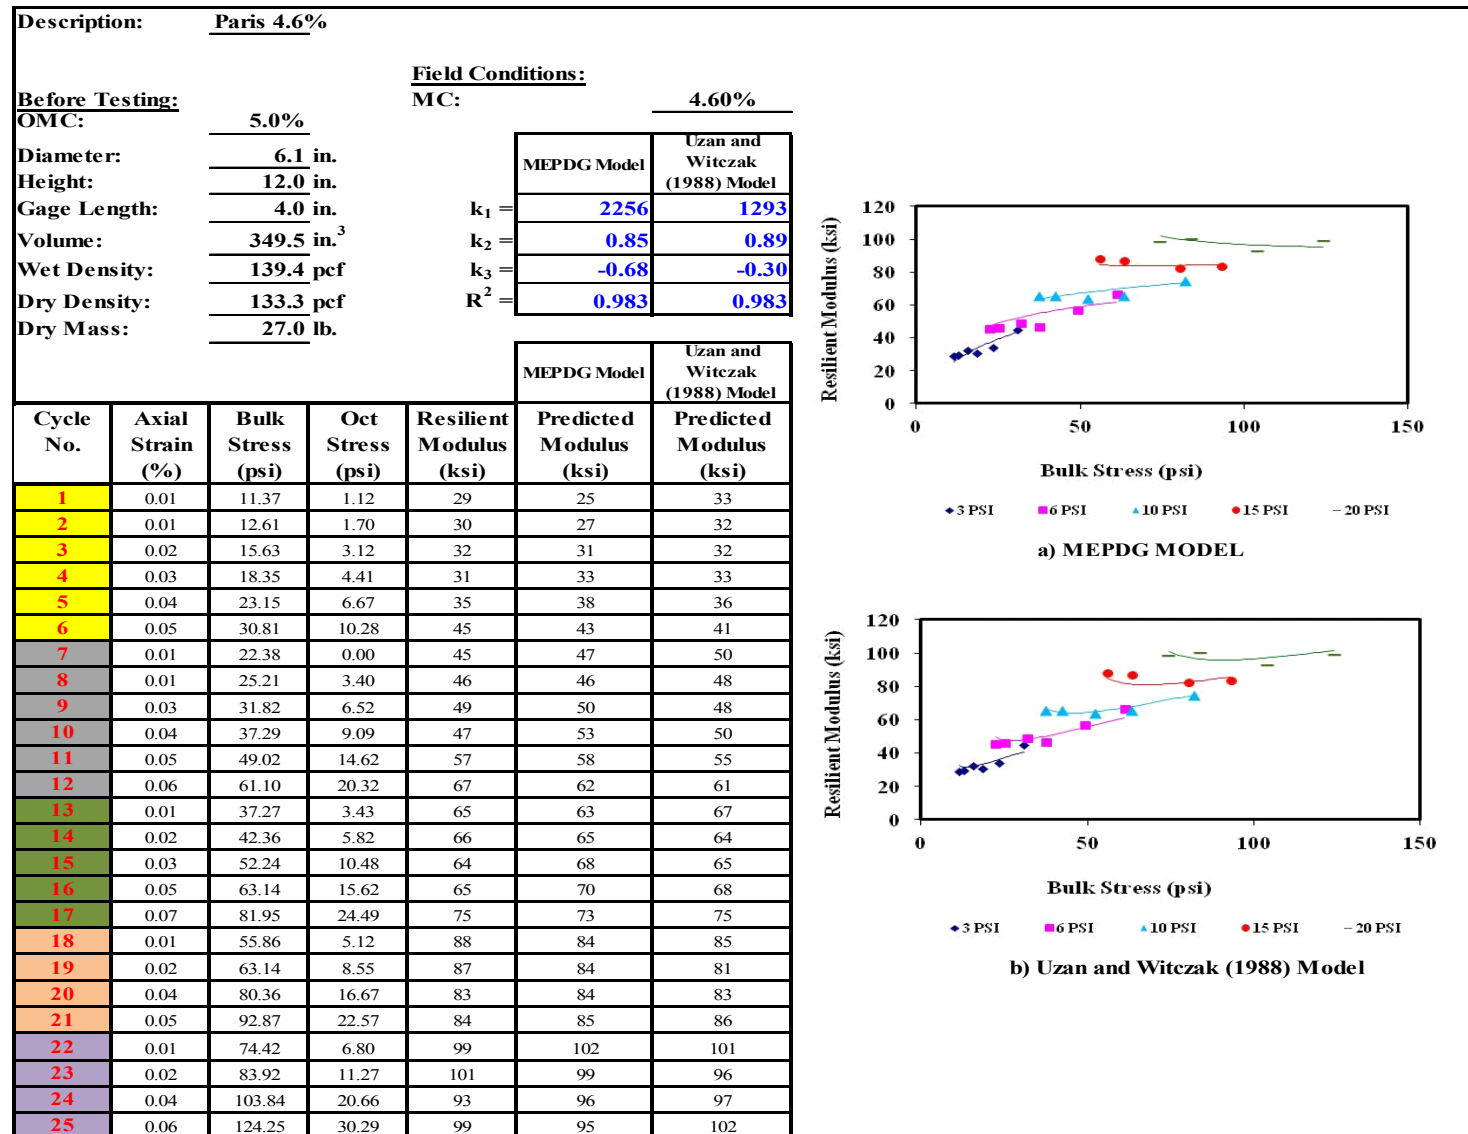 Description: Paris 4.6%
Field Conditions:
Before Testing: MC: 4.60%
OMC: 5.0%
Diameter: 6.1 in.
Height: 12.0 in.
Gage Length: 4.0 in.
Volume: 349.5 in.³
Wet Density: 139.4 pcf
Dry Density: 133.3 pcf
Dry Mass: 27.0 lb.
MEPDG Model
Uzan and
Witczak
(1988) Model
k₁ = 2256 1293
k₂ = 0.85 0.89
k₃ = -0.68 -0.30
R² = 0.983 0.983
MEPDG Model
Uzan and
Witczak
(1988) Model
Cycle Axial Bulk Oct Resilient Predicted Predicted
No. Strain Stress Stress Modulus Modulus Modulus
(%) (psi) (psi) (ksi) (ksi) (ksi)
1 0.01 11.37 1.12 29 25 33
2 0.01 12.61 1.70 30 27 32
3 0.02 15.63 3.12 32 31 32
4 0.03 18.35 4.41 31 33 33
5 0.04 23.15 6.67 35 38 36
6 0.05 30.81 10.28 45 43 41
7 0.01 22.38 0.00 45 47 50
8 0.01 25.21 3.40 46 46 48
9 0.03 31.82 6.52 49 50 48
10 0.04 37.29 9.09 47 53 50
11 0.05 49.02 14.62 57 58 55
12 0.06 61.10 20.32 67 62 61
13 0.01 37.27 3.43 65 63 67
14 0.02 42.36 5.82 66 65 64
15 0.03 52.24 10.48 64 68 65
16 0.05 63.14 15.62 65 70 68
17 0.07 81.95 24.49 75 73 75
18 0.01 55.86 5.12 88 84 85
19 0.02 63.14 8.55 87 84 81
20 0.04 80.36 16.67 83 84 83
21 0.05 92.87 22.57 84 85 86
22 0.01 74.42 6.80 99 102 101
23 0.02 83.92 11.27 101 99 96
24 0.04 103.84 20.66 93 96 97
25 0.06 124.25 30.29 99 95 102
Resilient Modulus (ksi)
120
100
80
60
40
20
0
0 50 100 150
Bulk Stress (psi)
3 PSI 6 PSI 10 PSI 15 PSI 20 PSI
a) MEPDG MODEL
Resilient Modulus (ksi)
120
100
80
60
40
20
0
0 50 100 150
Bulk Stress (psi)
3 PSI 6 PSI 10 PSI 15 PSI 20 PSI
b) Uzan and Witczak (1988) Model